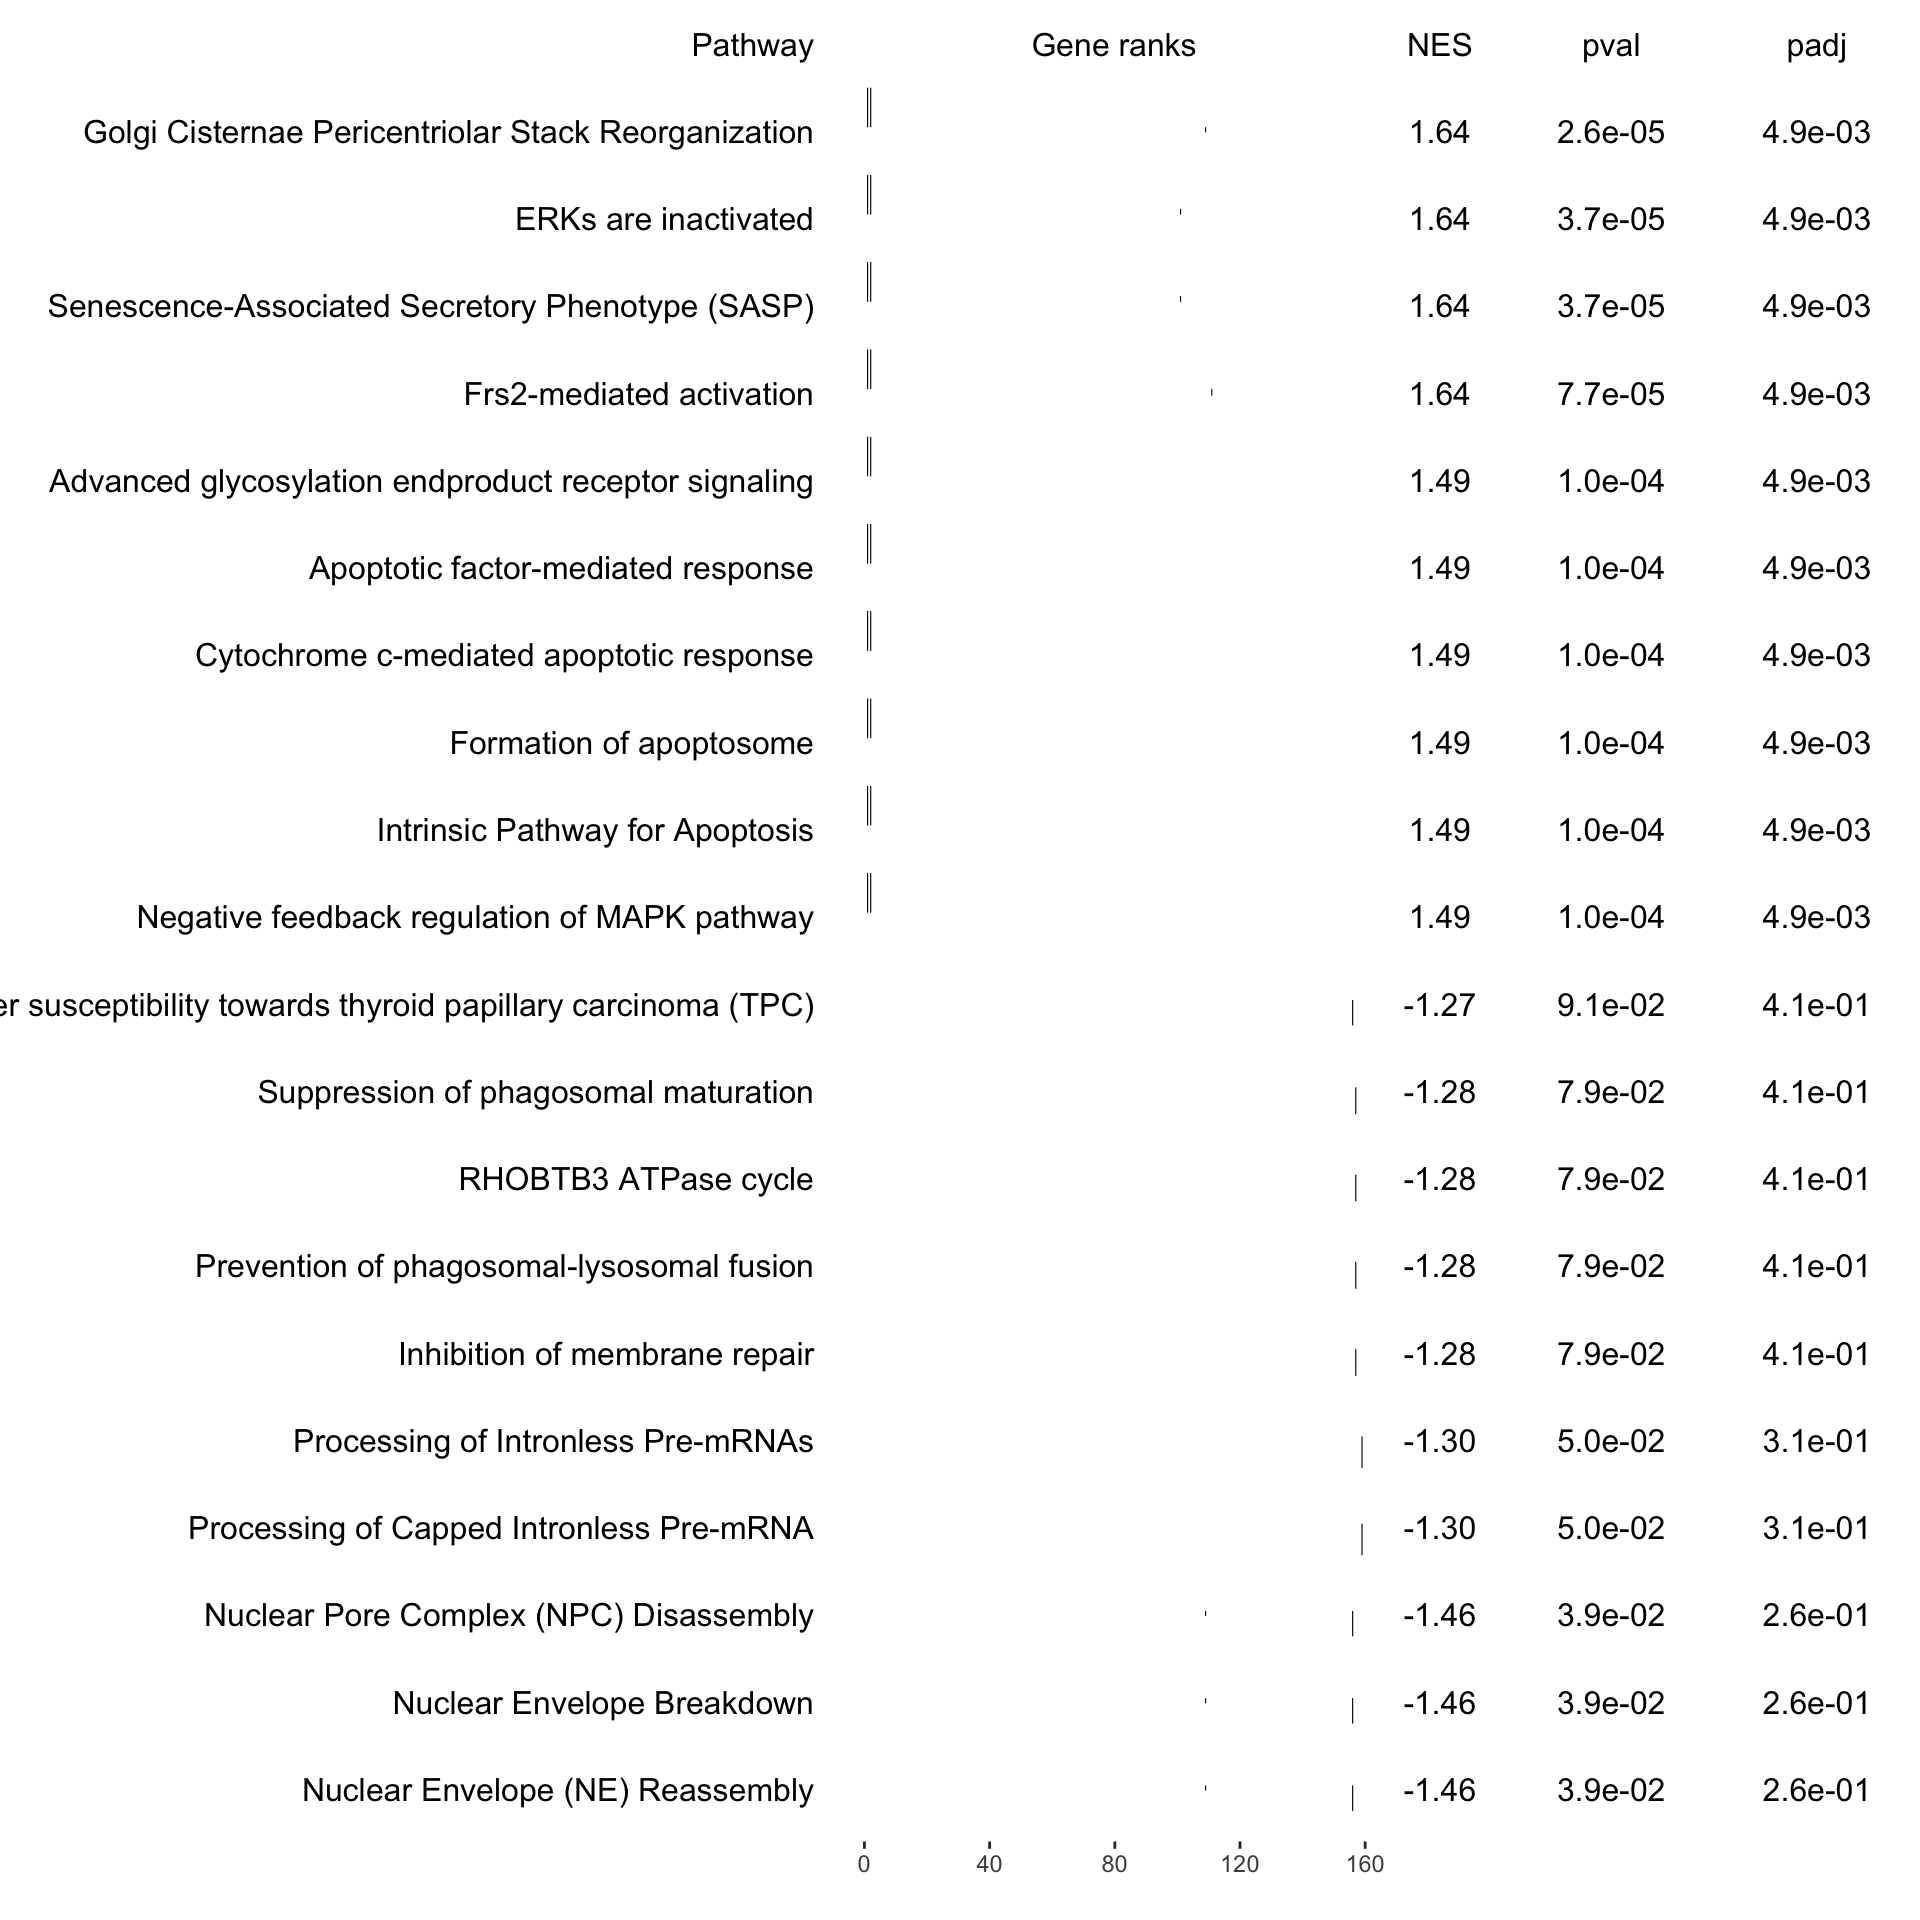 Pathway Gene ranks NES pval padj
Golgi Cisternae Pericentriolar Stack Reorganization 1.64 2.6e-05 4.9e-03
ERKs are inactivated 1.64 3.7e-05 4.9e-03
Senescence-Associated Secretory Phenotype (SASP) 1.64 3.7e-05 4.9e-03
Frs2-mediated activation 1.64 7.7e-05 4.9e-03
Advanced glycosylation endproduct receptor signaling 1.49 1.0e-04 4.9e-03
Apoptotic factor-mediated response 1.49 1.0e-04 4.9e-03
Cytochrome c-mediated apoptotic response 1.49 1.0e-04 4.9e-03
Formation of apoptosome 1.49 1.0e-04 4.9e-03
Intrinsic Pathway for Apoptosis 1.49 1.0e-04 4.9e-03
Negative feedback regulation of MAPK pathway 1.49 1.0e-04 4.9e-03
susceptibility towards thyroid papillary carcinoma (TPC) -1.27 9.1e-02 4.1e-01
Suppression of phagosomal maturation -1.28 7.9e-02 4.1e-01
RHOBTB3 ATPase cycle -1.28 7.9e-02 4.1e-01
Prevention of phagosomal-lysosomal fusion -1.28 7.9e-02 4.1e-01
Inhibition of membrane repair -1.28 7.9e-02 4.1e-01
Processing of Intronless Pre-mRNAs -1.30 5.0e-02 3.1e-01
Processing of Capped Intronless Pre-mRNA -1.30 5.0e-02 3.1e-01
Nuclear Pore Complex (NPC) Disassembly -1.46 3.9e-02 2.6e-01
Nuclear Envelope Breakdown -1.46 3.9e-02 2.6e-01
Nuclear Envelope (NE) Reassembly -1.46 3.9e-02 2.6e-01
0 40 80 120 160